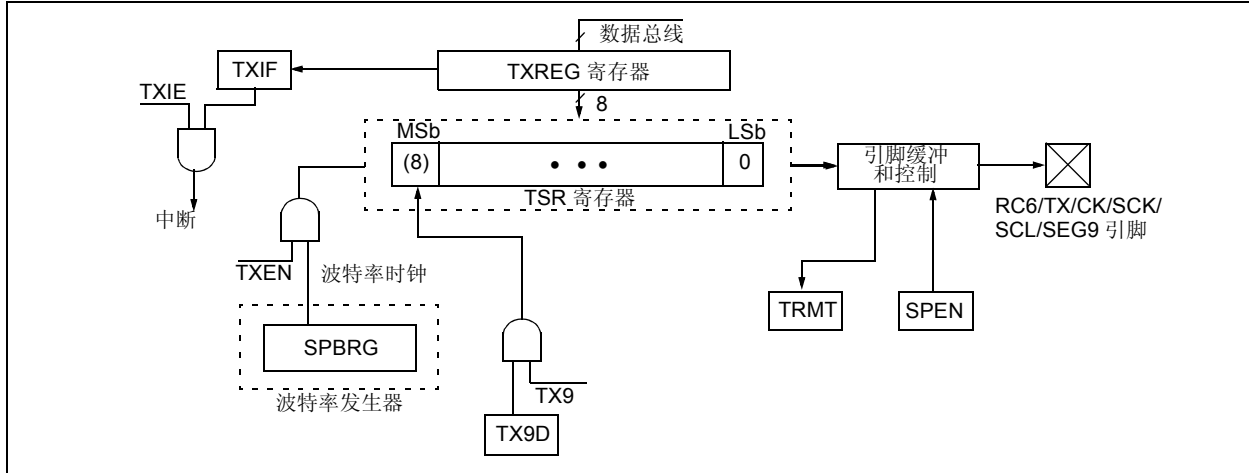 数据总线
TXIF
TXREG 寄存器
TXIE
8
MSb
LSb
(8)
• • •
0
引脚缓冲
和控制
TSR 寄存器
中断
RC6/TX/CK/SCK/
SCL/SEG9 引脚
TXEN
波特率时钟
TRMT
SPEN
SPBRG
TX9
波特率发生器
TX9D